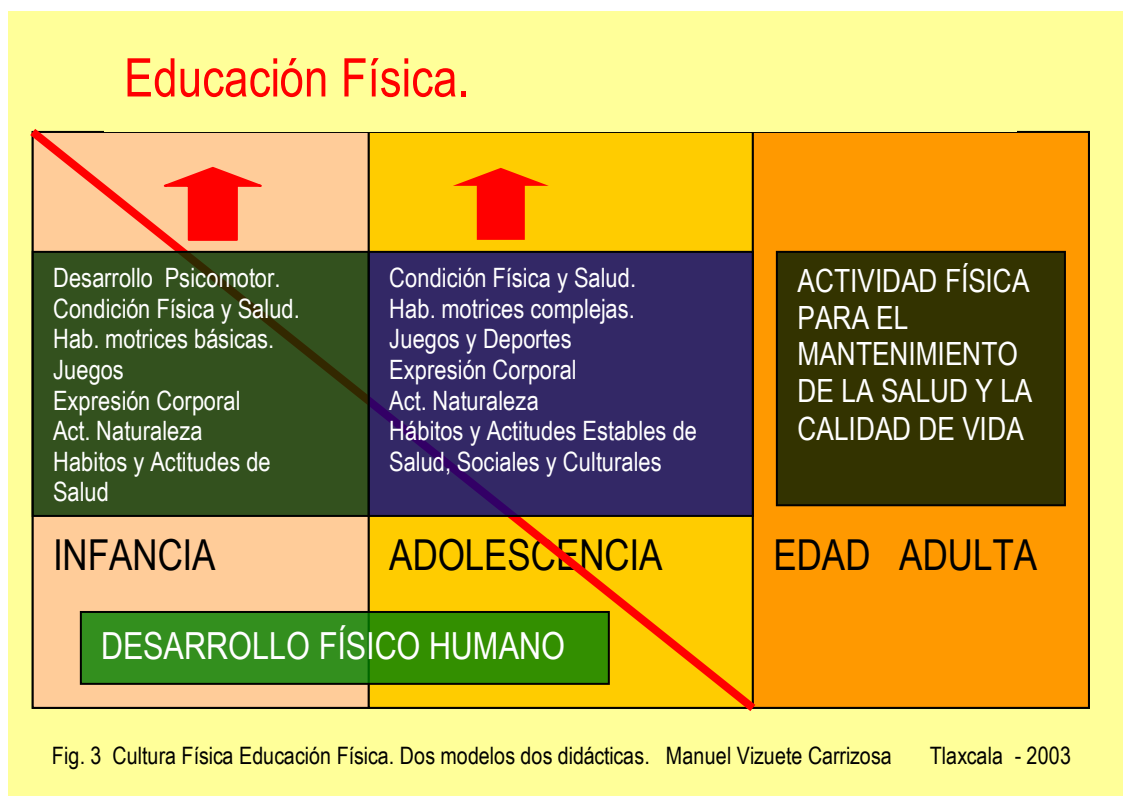 Educación Física.
Desarrollo Psicomotor.
Condición Física y Salud.
Hab. motrices básicas.
Juegos
Expresión Corporal
Act. Naturaleza
Habitos y Actitudes de
Salud
Condición Física y Salud.
Hab. motrices complejas.
Juegos y Deportes
Expresión Corporal
Act. Naturaleza
Hábitos y Actitudes Estables de
Salud, Sociales y Culturales
ACTIVIDAD FÍSICA
PARA EL
MANTENIMIENTO
DE LA SALUD Y LA
CALIDAD DE VIDA
INFANCIA
ADOLESCENCIA
EDAD ADULTA
DESARROLLO FÍSICO HUMANO
Fig. 3 Cultura Física Educación Física. Dos modelos dos didácticas. Manuel Vizuete Carrizosa Tlaxcala - 2003